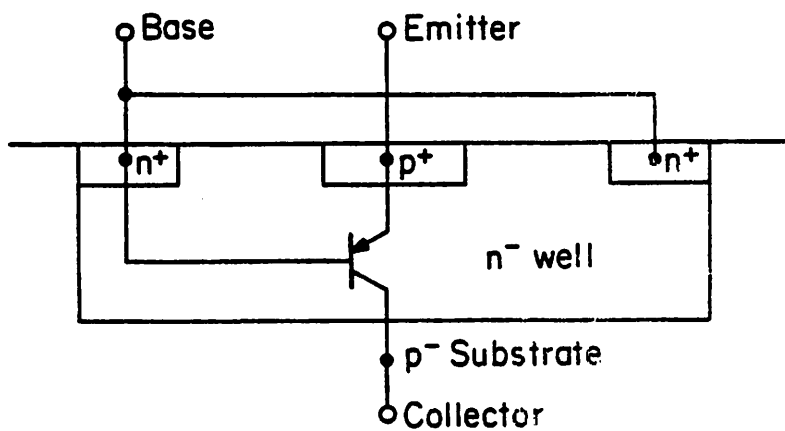 Base
Emitter
n+
p+
n+
n- well
p- Substrate
Collector